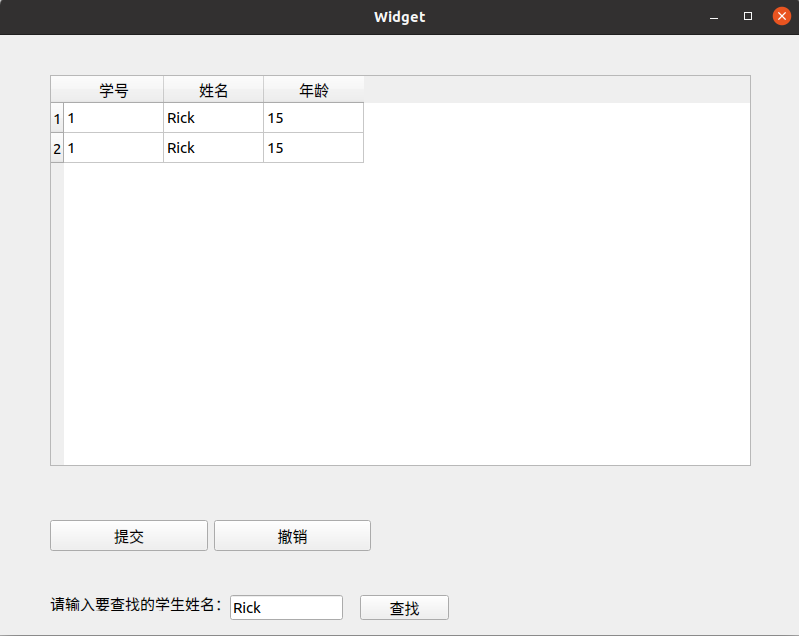 Widget
学号 姓名 年龄
1 1 Rick 15
2 1 Rick 15
提交 撤销
请输入要查找的学生姓名： Rick 查找